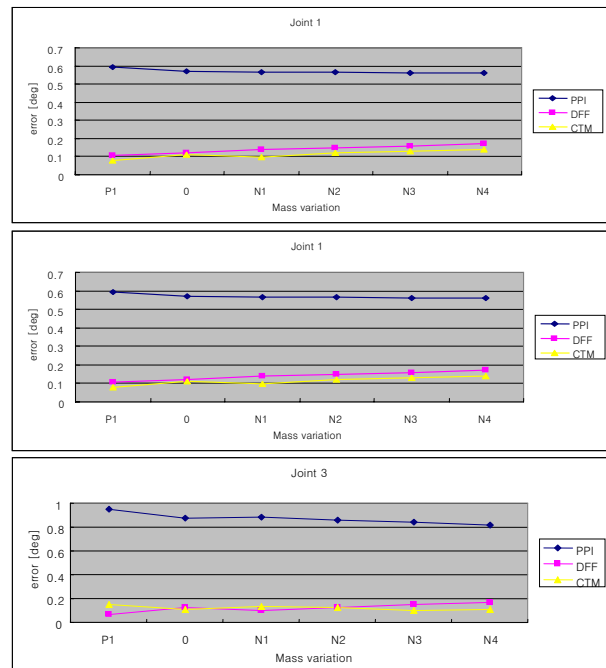 Joint 1
0.7
0.6
0.5
0.4
0.3
0.2
0.1
0
error [deg]
P1 0 N1 N2 N3 N4
Mass variation
PPI
DFF
CTM
Joint 1
0.7
0.6
0.5
0.4
0.3
0.2
0.1
0
error [deg]
P1 0 N1 N2 N3 N4
Mass variation
PPI
DFF
CTM
Joint 3
1
0.8
0.6
0.4
0.2
0
error [deg]
P1 0 N1 N2 N3 N4
Mass variation
PPI
DFF
CTM